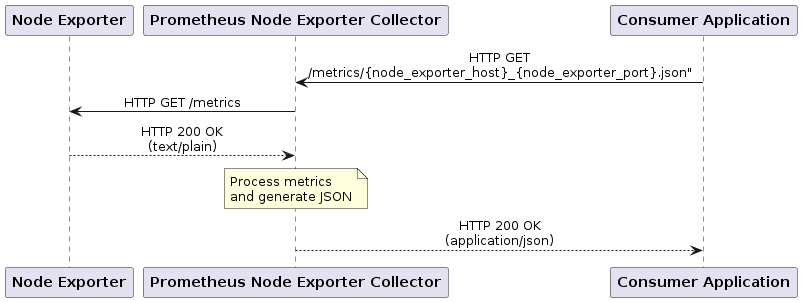 Node Exporter
Prometheus Node Exporter Collector
Consumer Application
HTTP GET
/metrics/{node_exporter_host}_{node_exporter_port}.json"
HTTP GET /metrics
HTTP 200 OK
(text/plain)
Process metrics
and generate JSON
HTTP 200 OK
(application/json)
Node Exporter
Prometheus Node Exporter Collector
Consumer Application